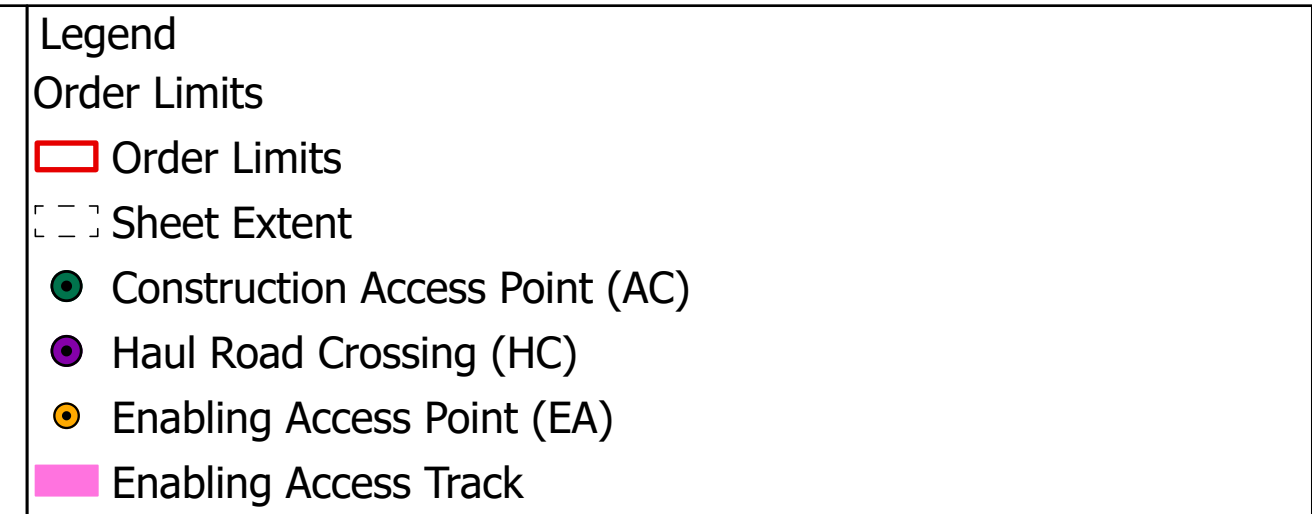 Legend
Order Limits
Order Limits
Sheet Extent
Construction Access Point (AC)
Haul Road Crossing (HC)
Enabling Access Point (EA)
Enabling Access Track